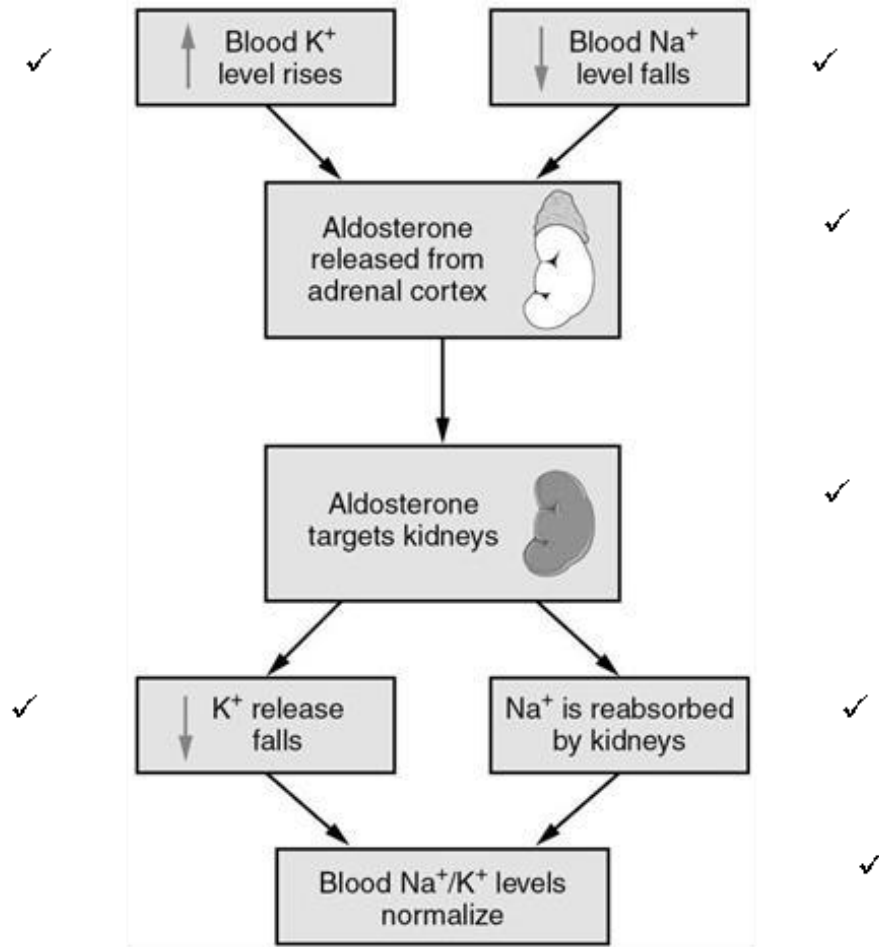 Blood K⁺
level rises
Blood Na⁺
level falls
Aldosterone
released from
adrenal cortex
Aldosterone
targets kidneys
K⁺ release
falls
Na⁺ is reabsorbed
by kidneys
Blood Na⁺/K⁺ levels
normalize